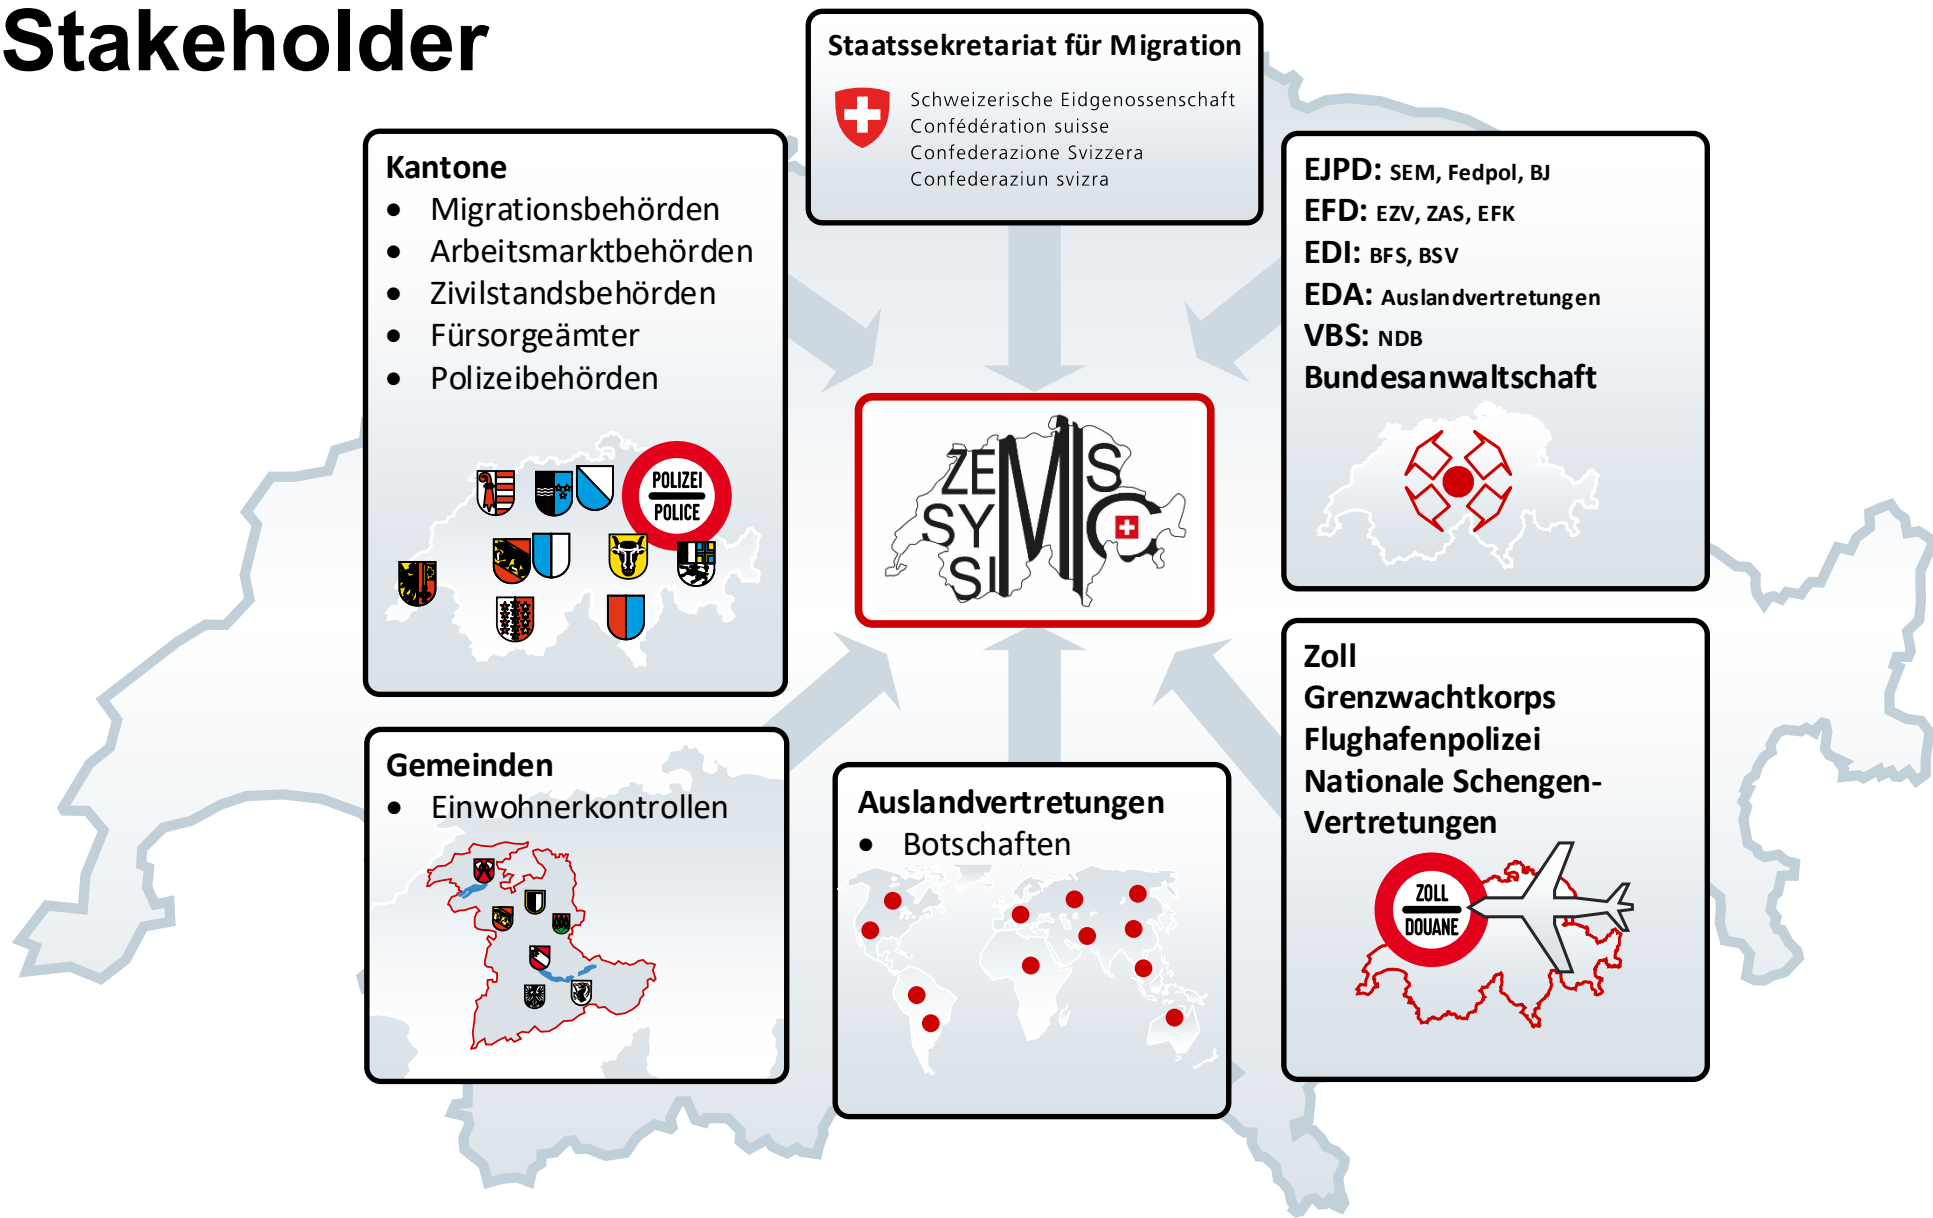 Stakeholder
Staatssekretariat für Migration
Schweizerische Eidgenossenschaft
Confédération suisse
Confederazione Svizzera
Confederaziun svizra
Kantone
• Migrationsbehörden
• Arbeitsmarktbehörden
• Zivilstandsbehörden
• Fürsorgeämter
• Polizeibehörden
POLIZEI
POLICE
EJPD: SEM, Fedpol, BJ
EFD: EZV, ZAS, EFK
EDI: BFS, BSV
EDA: Auslandvertretungen
VBS: NDB
Bundesanwaltschaft
ZEMIS
SYMIC
SI
Gemeinden
• Einwohnerkontrollen
Auslandvertretungen
• Botschaften
Zoll
Grenzwachtkorps
Flughafenpolizei
Nationale Schengen-
Vertretungen
ZOLL
DOUANE